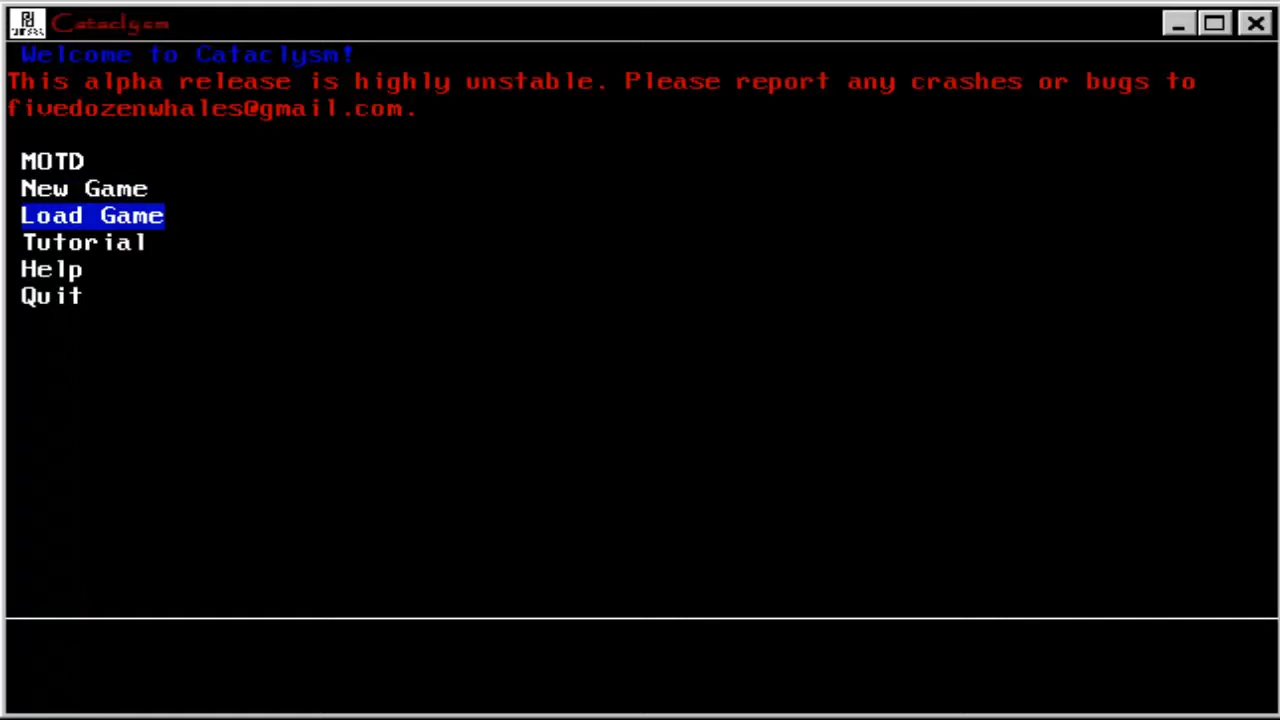 Cataclysm
Welcome to Cataclysm!
This alpha release is highly unstable. Please report any crashes or bugs to
fivedozenwhales@gmail.com.
MOTD
New Game
Load Game
Tutorial
Help
Quit